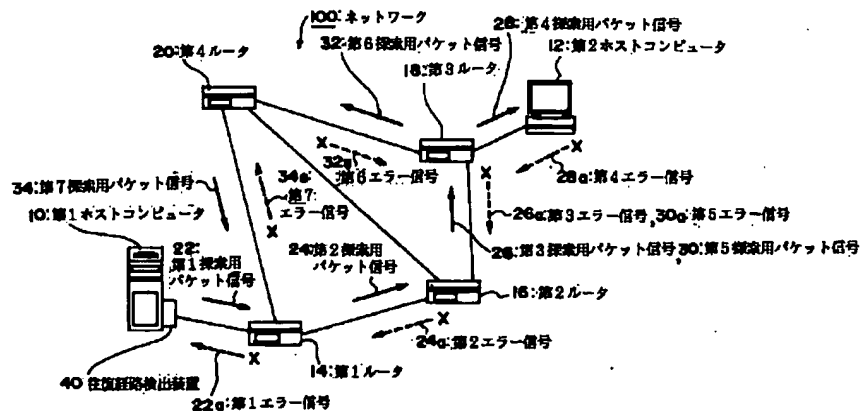 100:ネットワーク
28:第4探索用パケット信号
32:第6探索用パケット信号
12:第2ホストコンピュータ
20:第4ルータ
18:第3ルータ
X
X
X
32a:第6エラー信号
34a:
第7
エラー信号
X
28a:第4エラー信号
34:第7探索用パケット信号
10:第1ホストコンピュータ
26a:第3エラー信号,30a:第5エラー信号
22:
第1探索用
パケット信号
24:第2探索用
パケット信号
26:第3探索用パケット信号,30:第5探索用パケット信号
16:第2ルータ
X
24a:第2エラー信号
X
14:第1ルータ
40 往復経路検出装置
22a:第1エラー信号